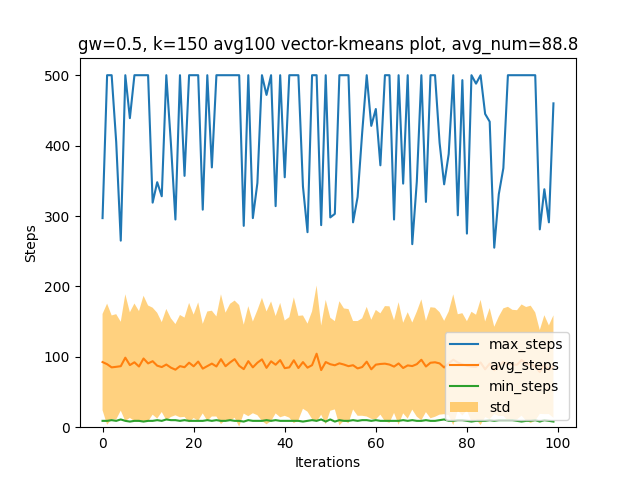 gw=0.5, k=150 avg100 vector-kmeans plot, avg_num=88.8
500
400
300
200
100
0
Steps
max_steps
avg_steps
min_steps
std
0 20 40 60 80 100
Iterations